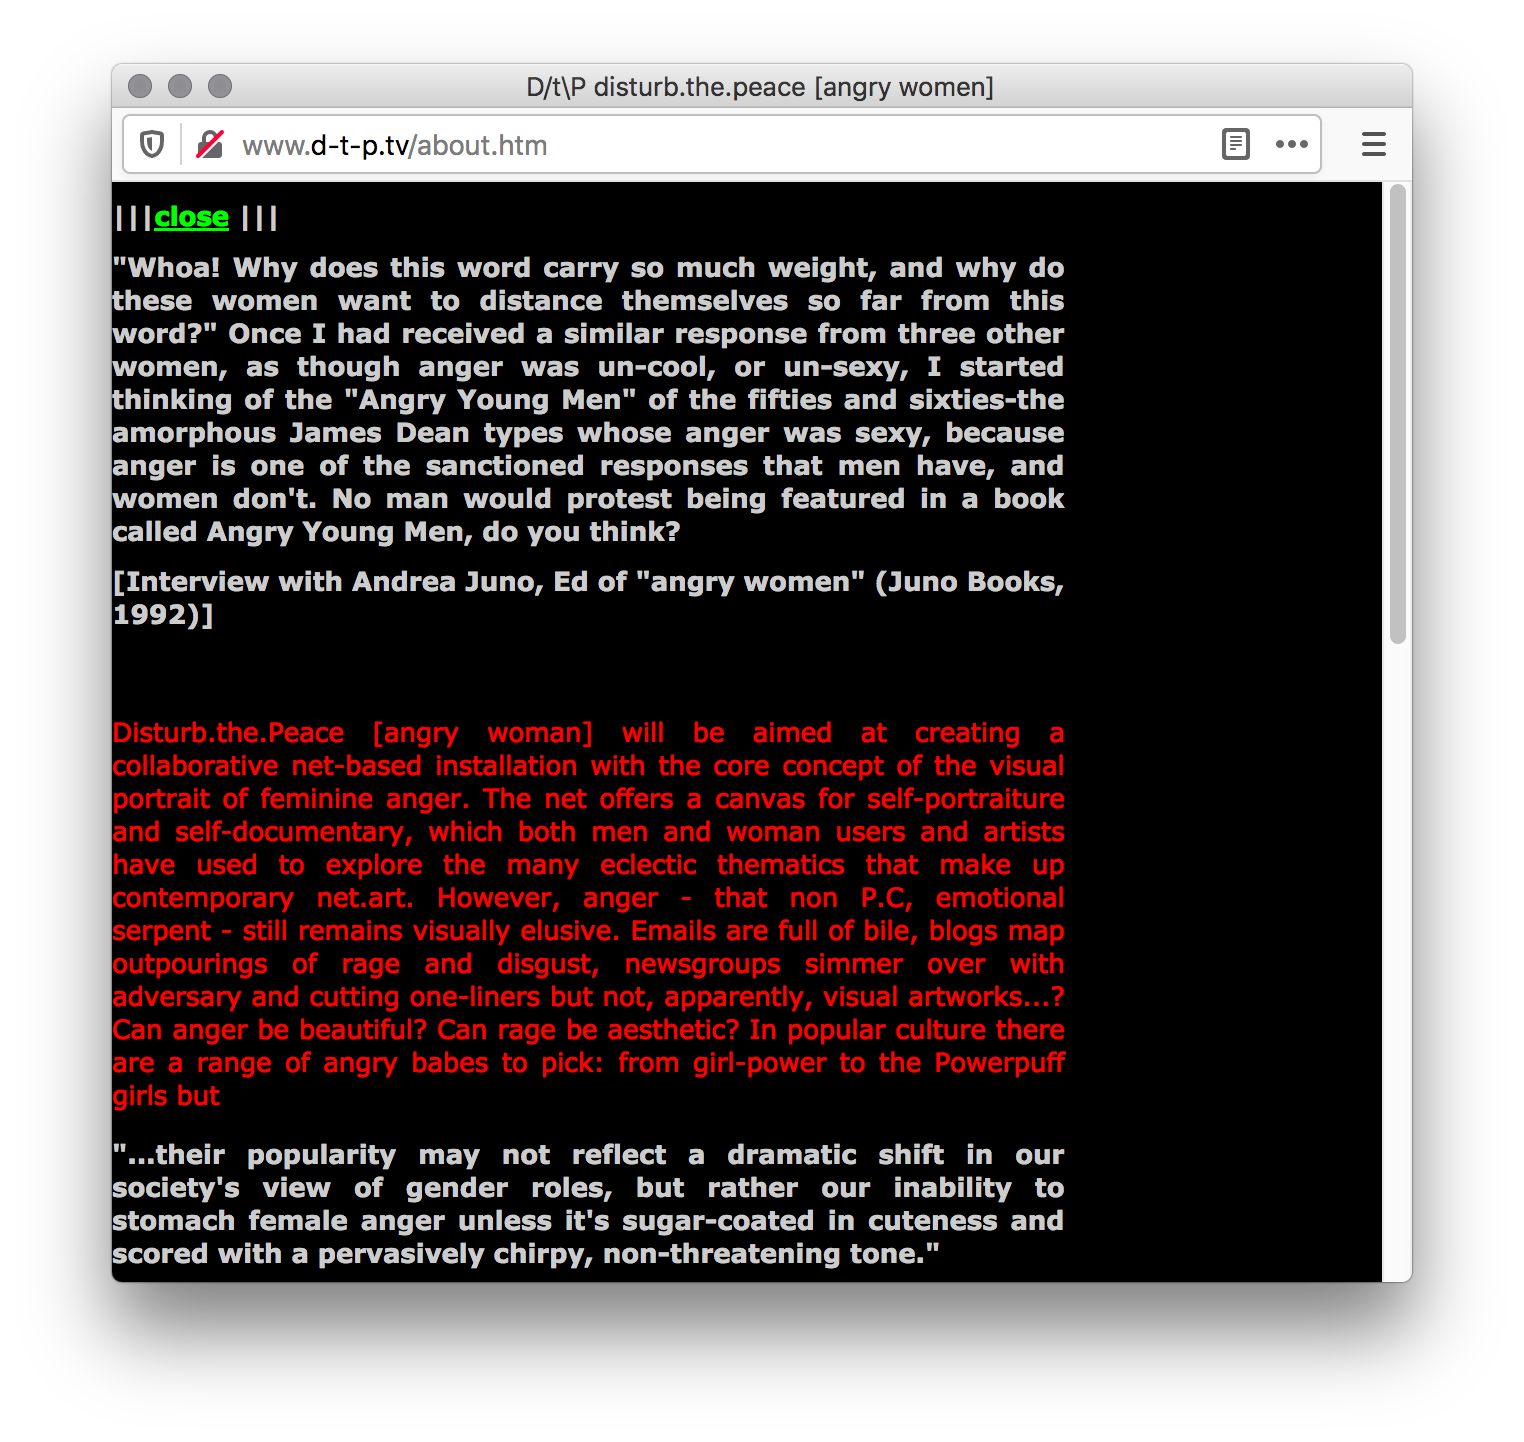 D/t\P disturb.the.peace [angry women]
www.d-t-p.tv/about.htm
|||close |||
"Whoa! Why does this word carry so much weight, and why do
these women want to distance themselves so far from this
word?" Once I had received a similar response from three other
women, as though anger was un-cool, or un-sexy, I started
thinking of the "Angry Young Men" of the fifties and sixties-the
amorphous James Dean types whose anger was sexy, because
anger is one of the sanctioned responses that men have, and
women don't. No man would protest being featured in a book
called Angry Young Men, do you think?
[Interview with Andrea Juno, Ed of "angry women" (Juno Books,
1992)]
Disturb.the.Peace [angry woman] will be aimed at creating a
collaborative net-based installation with the core concept of the visual
portrait of feminine anger. The net offers a canvas for self-portraiture
and self-documentary, which both men and woman users and artists
have used to explore the many eclectic thematics that make up
contemporary net.art. However, anger - that non P.C, emotional
serpent - still remains visually elusive. Emails are full of bile, blogs map
outpourings of rage and disgust, newsgroups simmer over with
adversary and cutting one-liners but not, apparently, visual artworks...?
Can anger be beautiful? Can rage be aesthetic? In popular culture there
are a range of angry babes to pick: from girl-power to the Powerpuff
girls but
"...their popularity may not reflect a dramatic shift in our
society's view of gender roles, but rather our inability to
stomach female anger unless it's sugar-coated in cuteness and
scored with a pervasively chirpy, non-threatening tone."